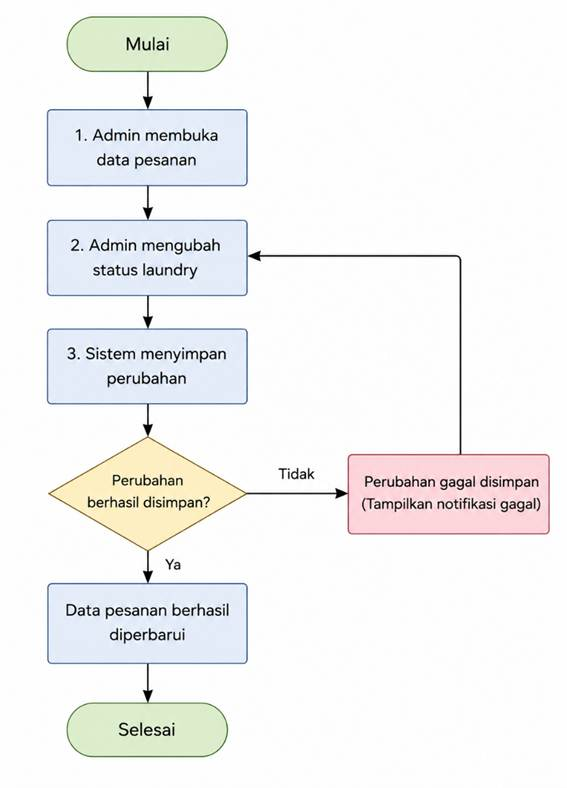 Mulai
1. Admin membuka
data pesanan
2. Admin mengubah
status laundry
3. Sistem menyimpan
perubahan
Perubahan
berhasil disimpan?
Tidak
Perubahan gagal disimpan
(Tampilkan notifikasi gagal)
Ya
Data pesanan berhasil
diperbarui
Selesai